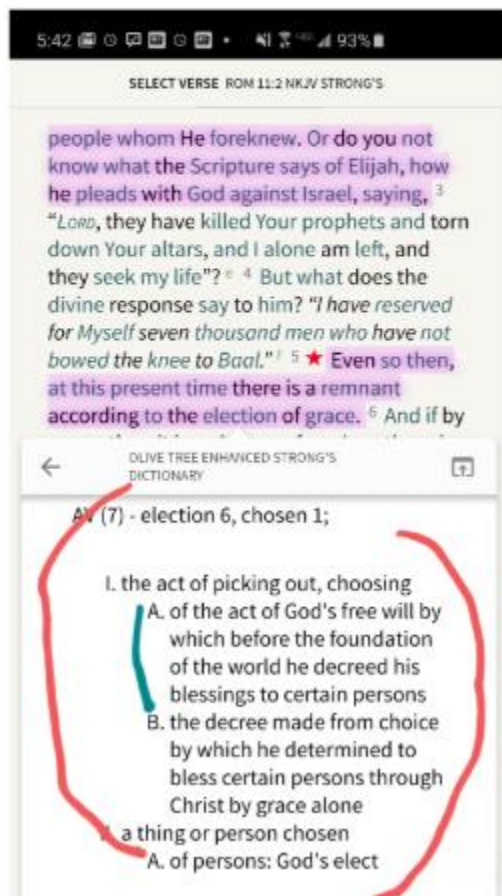 5:42 93%
SELECT VERSE ROM 11:2 NKJV STRONG'S
people whom He foreknew. Or do you not
know what the Scripture says of Elijah, how
he pleads with God against Israel, saying, 3
“LORD, they have killed Your prophets and torn
down Your altars, and I alone am left, and
they seek my life”? e 4 But what does the
divine response say to him? “I have reserved
for Myself seven thousand men who have not
bowed the knee to Baal.” f 5 ★ Even so then,
at this present time there is a remnant
according to the election of grace. 6 And if by
OLIVE TREE ENHANCED STRONG'S
DICTIONARY
AV (7) - election 6, chosen 1;
I. the act of picking out, choosing
A. of the act of God's free will by
which before the foundation
of the world he decreed his
blessings to certain persons
B. the decree made from choice
by which he determined to
bless certain persons through
Christ by grace alone
a thing or person chosen
A. of persons: God's elect